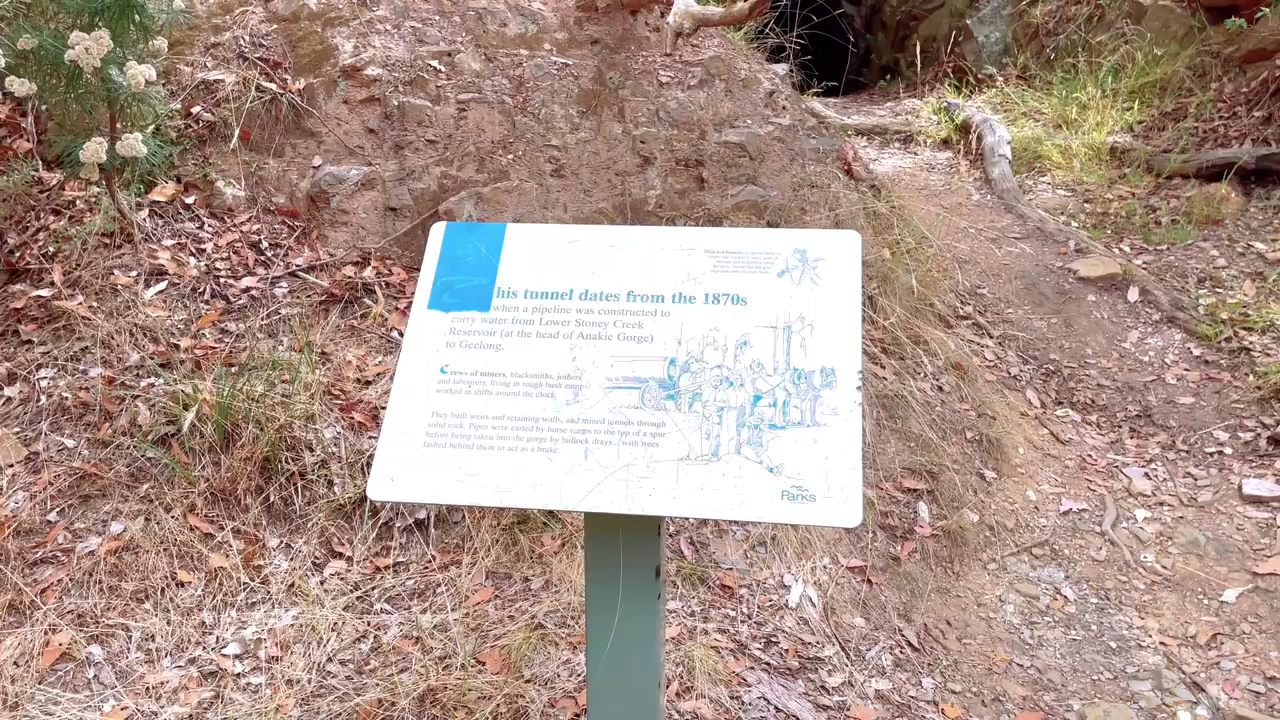 his tunnel dates from the 1870s
when a pipeline was constructed to
carry water from Lower Stoney Creek
Reservoir (at the head of Anakie Gorge)
to Geelong.
Crews of miners, blacksmiths, joiners
and labourers, living in rough bush camps
worked in shifts around the clock.
They built weirs and retaining walls, and mined tunnels through
solid rock. Pipes were carted by horse teams to the top of a spur
before being taken into the gorge by bullock drays... with trees
lashed behind them to act as a brake.
Parks